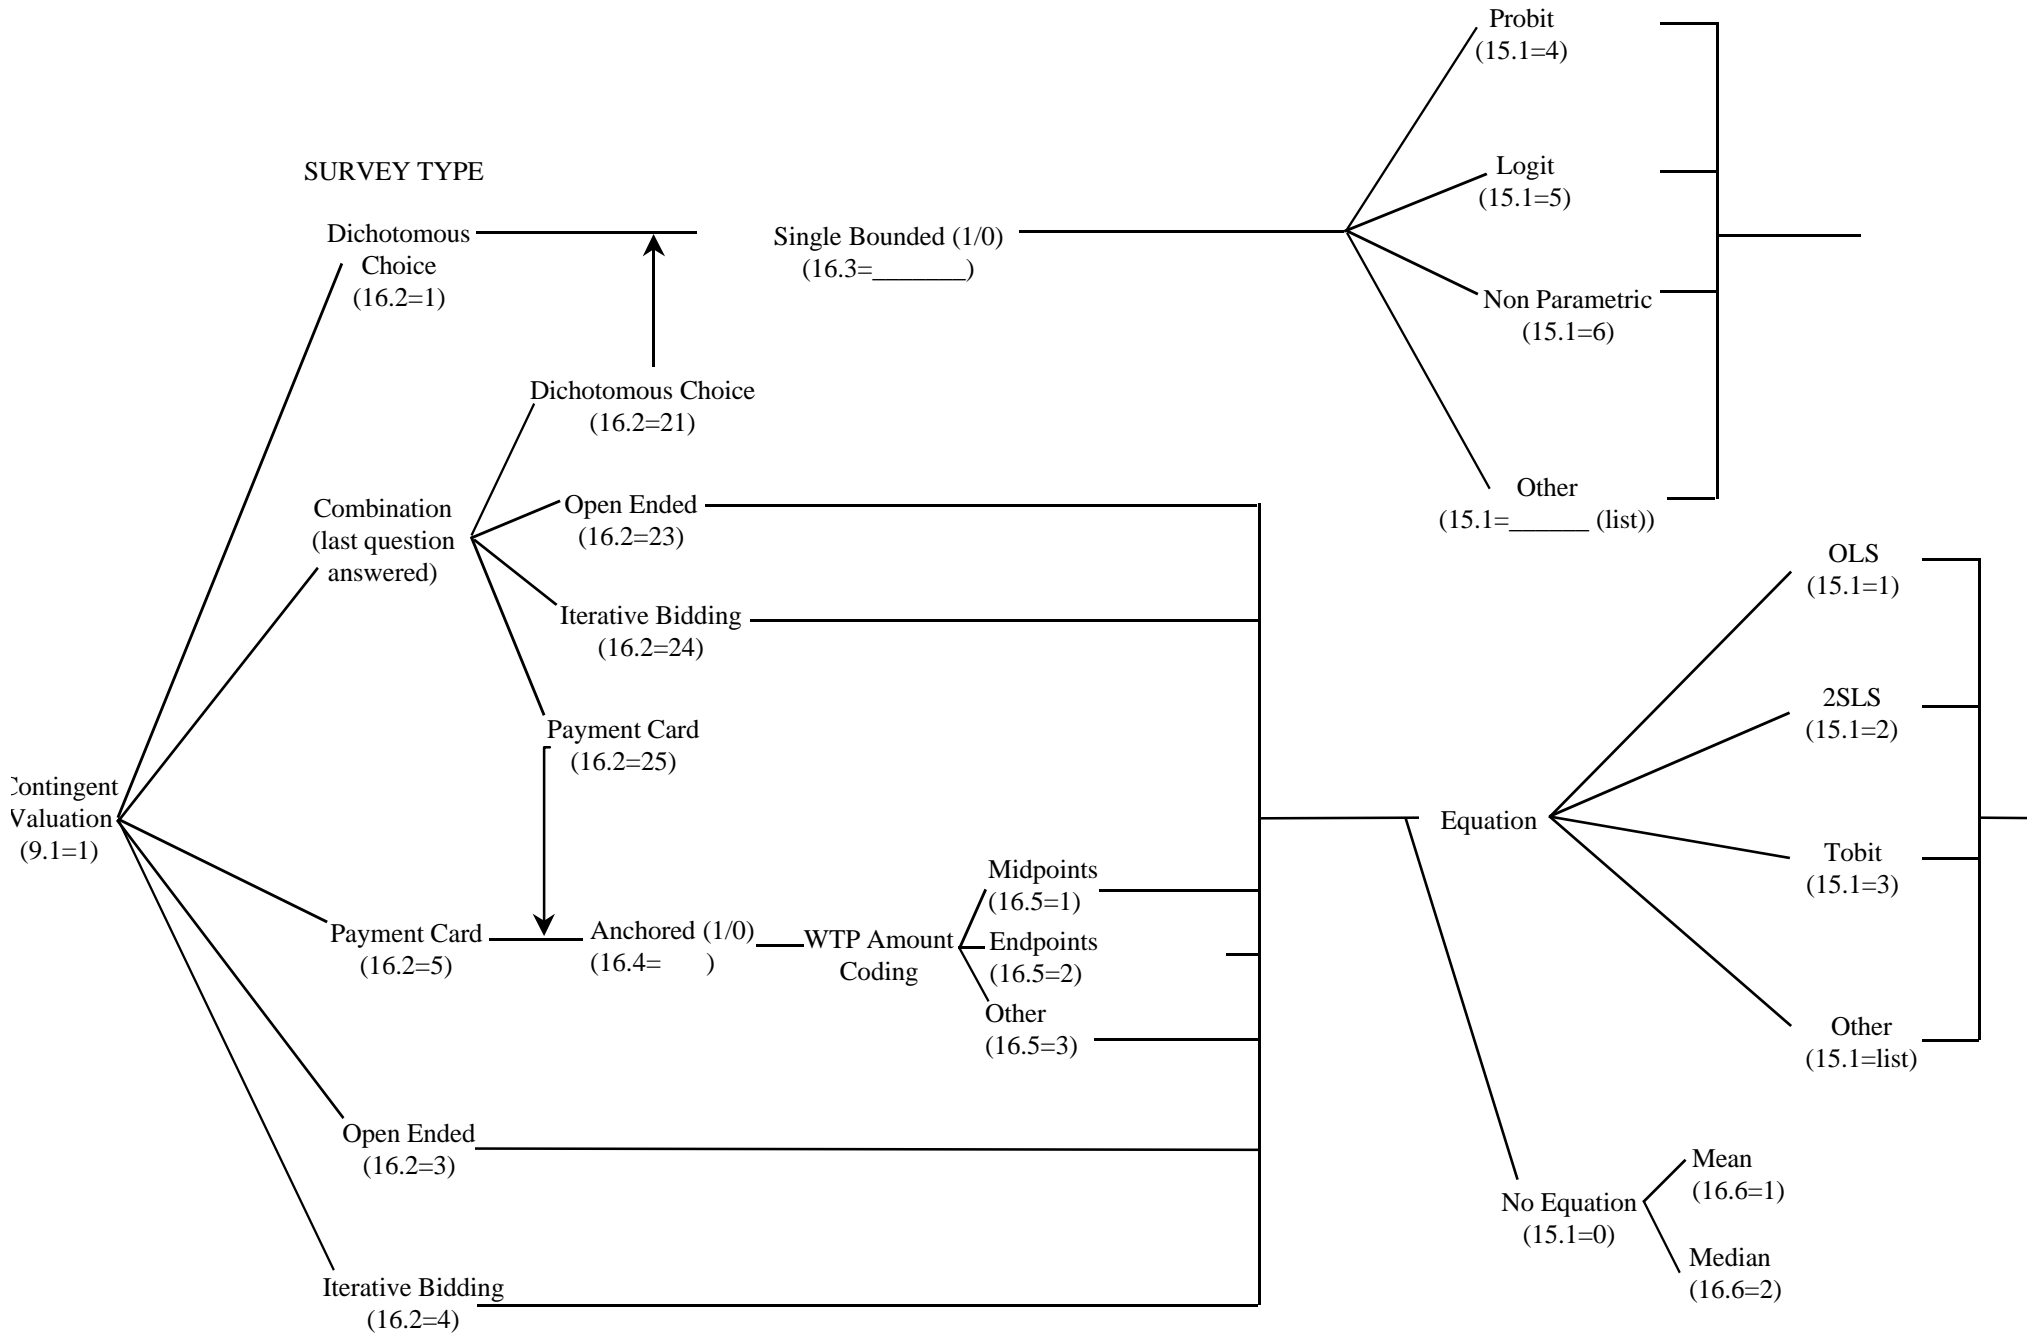 Probit
(15.1=4)
Logit
(15.1=5)
SURVEY TYPE
Dichotomous
Choice
(16.2=1)
Single Bounded (1/0)
(16.3=_______)
Non Parametric
(15.1=6)
Dichotomous Choice
(16.2=21)
Other
(15.1=______ (list))
Combination
(last question
answered)
Open Ended
(16.2=23)
Iterative Bidding
(16.2=24)
Payment Card
(16.2=25)
OLS
(15.1=1)
2SLS
(15.1=2)
Contingent
Valuation
(9.1=1)
Equation
Tobit
(15.1=3)
Payment Card
(16.2=5)
Anchored (1/0)
(16.4= )
WTP Amount
Coding
Midpoints
(16.5=1)
Endpoints
(16.5=2)
Other
(16.5=3)
Other
(15.1=list)
Open Ended
(16.2=3)
No Equation
(15.1=0)
Mean
(16.6=1)
Median
(16.6=2)
Iterative Bidding
(16.2=4)